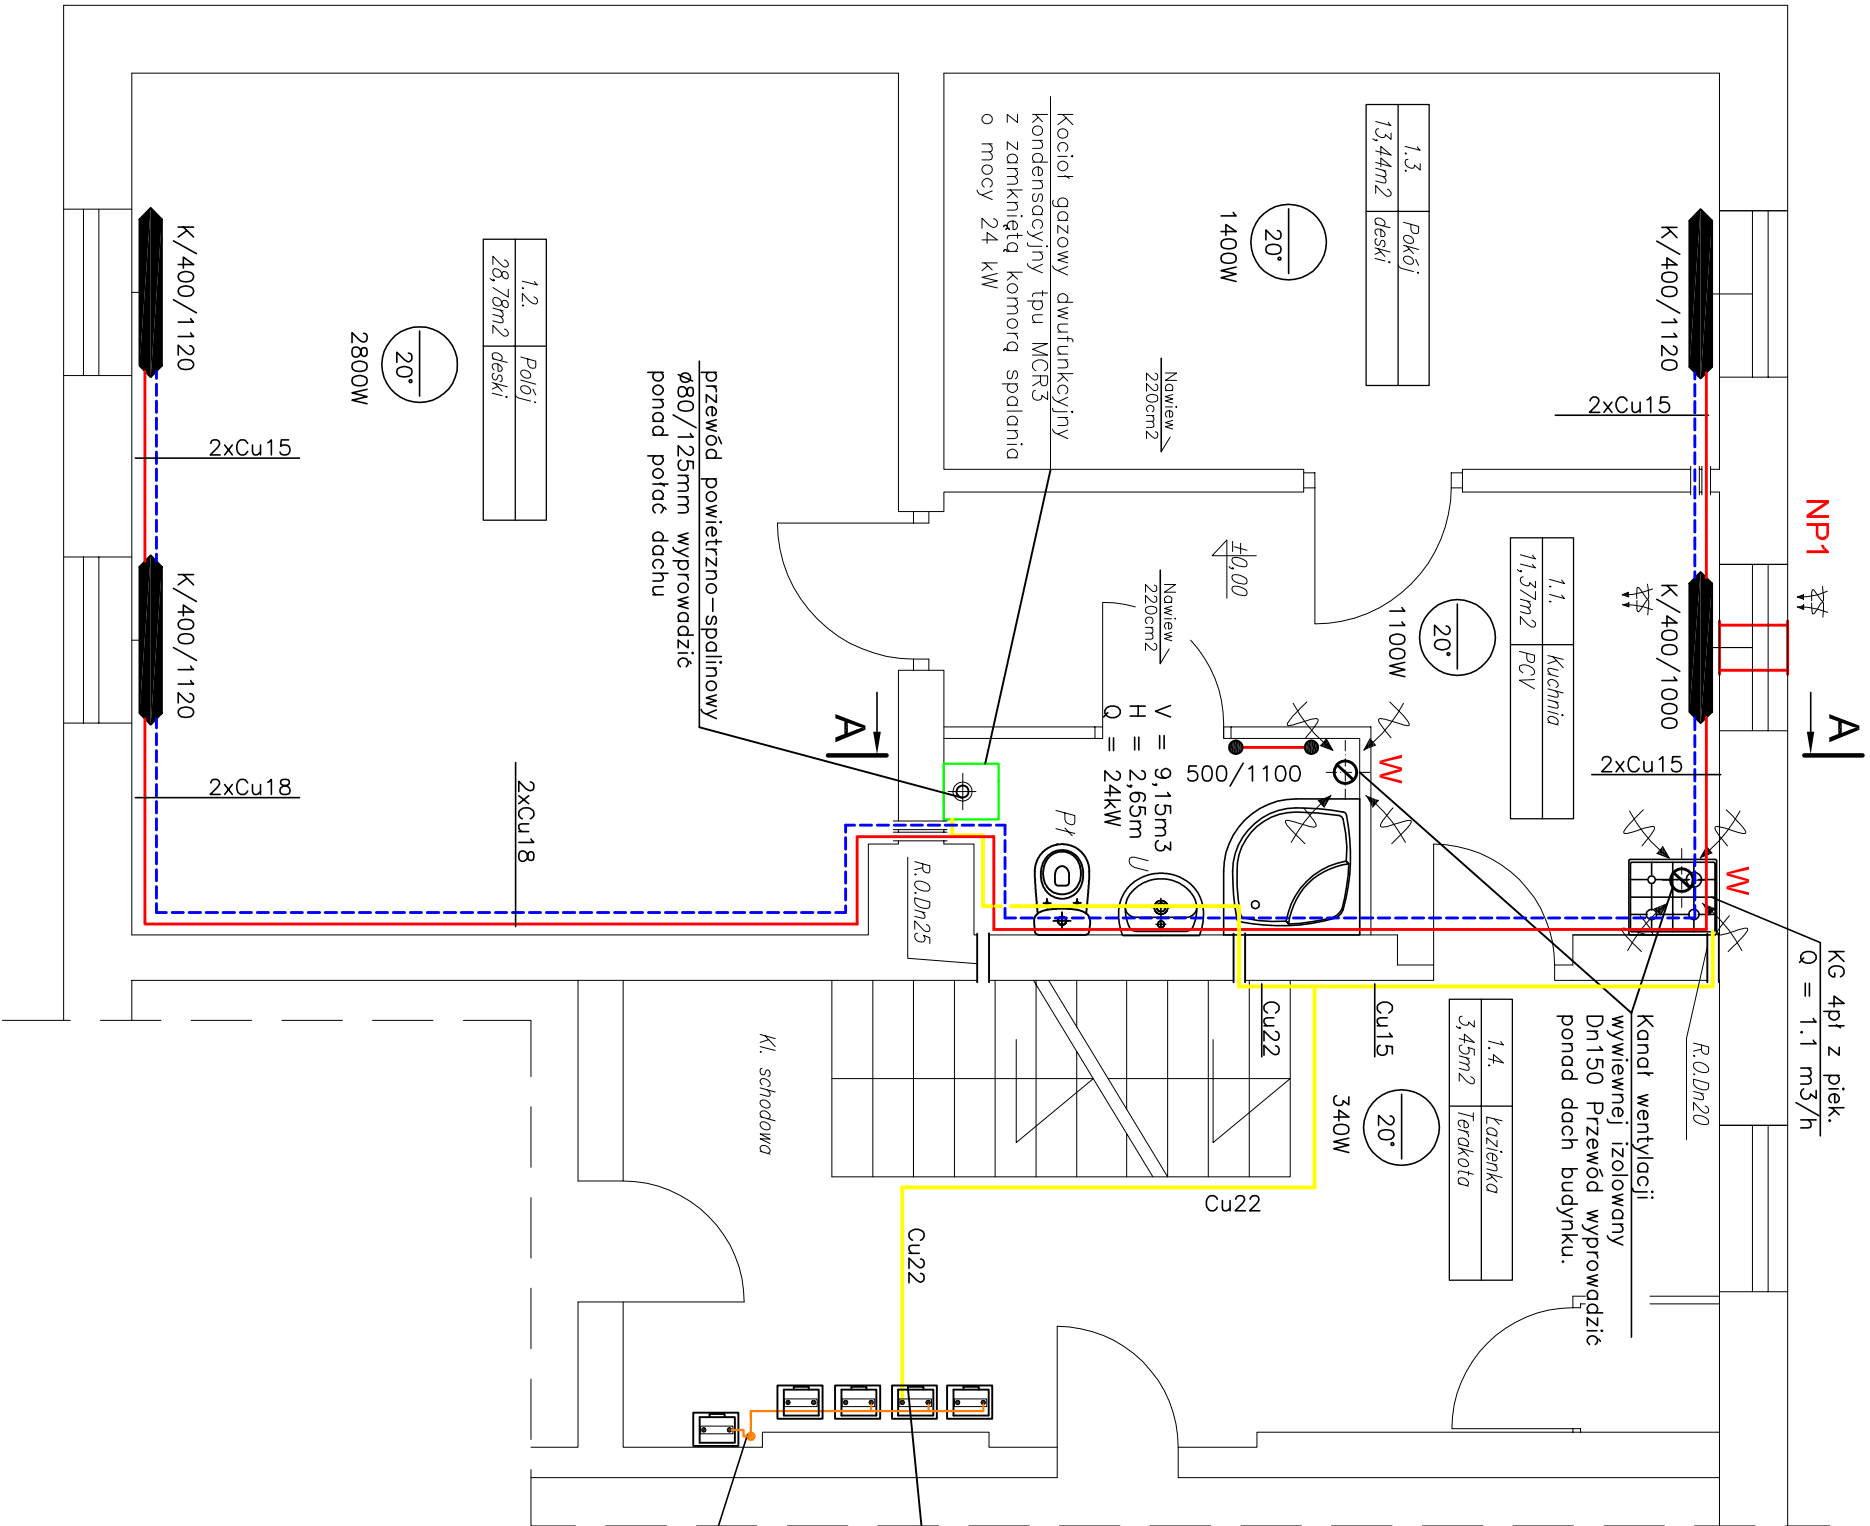 1.3.
Pokój
13,44m2
deski
20°
1400W
K/400/1120
2xCu15
NP1
Kocioł gazowy dwufunkcyjny
kondensacyjny tpu MCR3
z zamkniętą komorą spalania
o mocy 24 kW
Nawiew
220cm2
1.2.
Polój
28,78m2
deski
20°
2800W
K/400/1120
2xCu15
K/400/1120
2xCu18
2xCu18
przewód powietrzno-spalinowy
ø80/125mm wyprowadzić
ponad połać dachu
±0,00
Nawiew
220cm2
1.1.
Kuchnia
11,37m2
PCV
20°
1100W
K/400/1000
2xCu15
A
A
V = 9,15m3
H = 2,65m
Q = 24kW
500/1100
W
W
Pł
U
R.O.Dn25
KG 4pł z piek.
Q = 1.1 m3/h
R.O.Dn20
Kanał wentylacji
wywiewnej izolowany
Dn150 Przewód wyprowadzić
ponad dach budynku.
Cu22
Cu15
1.4.
Łazienka
3,45m2
Terakota
20°
340W
Kl. schodowa
Cu22
Cu22